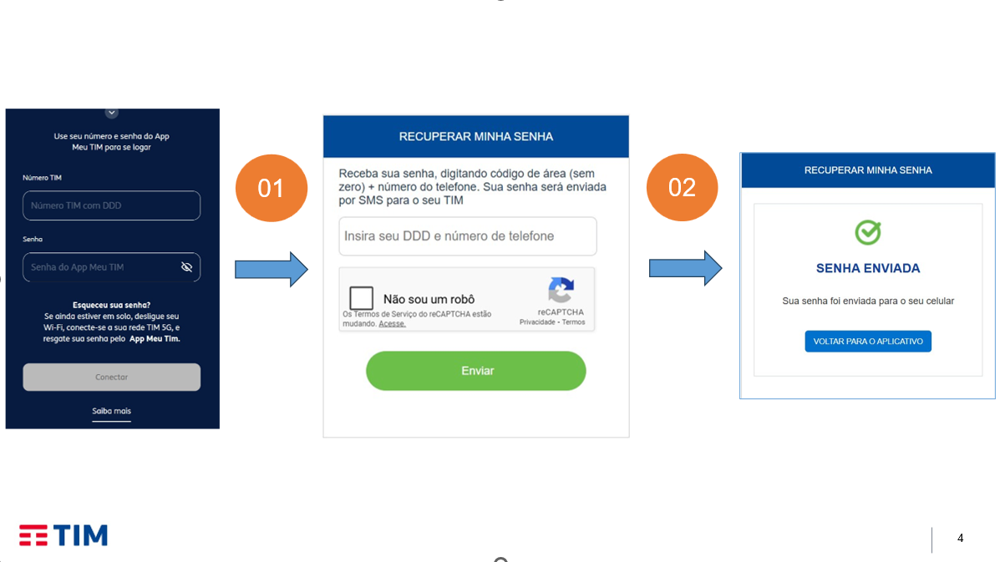 Use seu número e senha do App
Meu TIM para se logar
Número TIM
Número TIM com DDD
Senha
Senha do App Meu TIM
Esqueceu sua senha?
Se ainda estiver em solo, desligue seu
Wi-Fi, conecte-se a sua rede TIM 5G, e
resgate sua senha pelo App Meu Tim.
Conectar
Saiba mais
01
RECUPERAR MINHA SENHA
Receba sua senha, digitando código de área (sem
zero) + número do telefone. Sua senha será enviada
por SMS para o seu TIM
Insira seu DDD e número de telefone
Não sou um robô
Os Termos de Serviço do reCAPTCHA estão
mudando. Acesse.
reCAPTCHA
Privacidade - Termos
Enviar
02
RECUPERAR MINHA SENHA
SENHA ENVIADA
Sua senha foi enviada para o seu celular
VOLTAR PARA O APLICATIVO
TIM
4